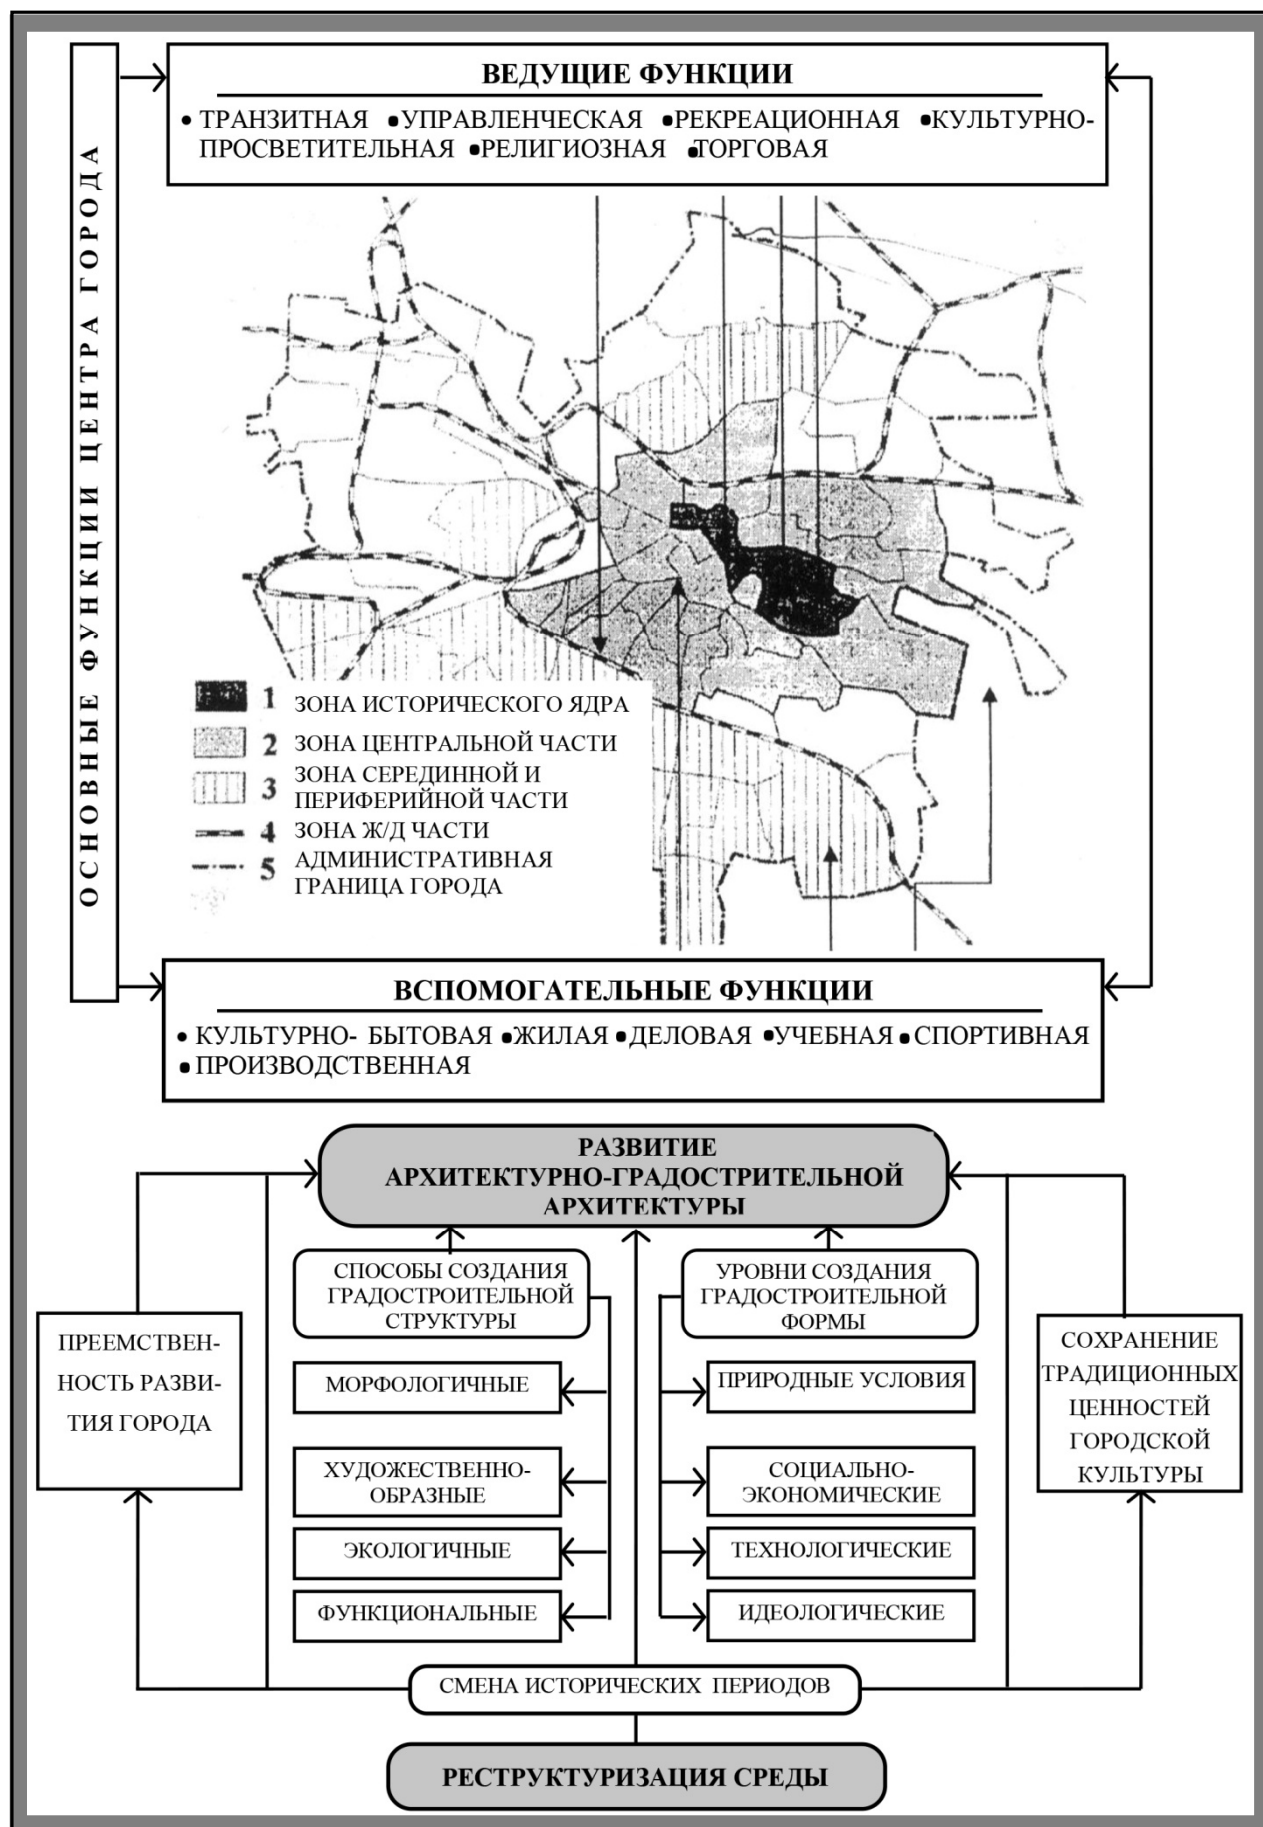 ОСНОВНЫЕ ФУНКЦИИ ЦЕНТРА ГОРОДА
ВЕДУЩИЕ ФУНКЦИИ
• ТРАНЗИТНАЯ •УПРАВЛЕНЧЕСКАЯ •РЕКРЕАЦИОННАЯ •КУЛЬТУРНО-
ПРОСВЕТИТЕЛЬНАЯ •РЕЛИГИОЗНАЯ •ТОРГОВАЯ
1 ЗОНА ИСТОРИЧЕСКОГО ЯДРА
2 ЗОНА ЦЕНТРАЛЬНОЙ ЧАСТИ
3 ЗОНА СЕРЕДИННОЙ И
ПЕРИФЕРИЙНОЙ ЧАСТИ
4 ЗОНА Ж/Д ЧАСТИ
5 АДМИНИСТРАТИВНАЯ
ГРАНИЦА ГОРОДА
ВСПОМОГАТЕЛЬНЫЕ ФУНКЦИИ
• КУЛЬТУРНО- БЫТОВАЯ •ЖИЛАЯ •ДЕЛОВАЯ •УЧЕБНАЯ •СПОРТИВНАЯ
•ПРОИЗВОДСТВЕННАЯ
РАЗВИТИЕ
АРХИТЕКТУРНО-ГРАДОСТРИТЕЛЬНОЙ
АРХИТЕКТУРЫ
СПОСОБЫ СОЗДАНИЯ
ГРАДОСТРОИТЕЛЬНОЙ
СТРУКТУРЫ
УРОВНИ СОЗДАНИЯ
ГРАДОСТРОИТЕЛЬНОЙ
ФОРМЫ
ПРЕЕМСТВЕН-
НОСТЬ РАЗВИ-
ТИЯ ГОРОДА
МОРФОЛОГИЧНЫЕ
ХУДОЖЕСТВЕННО-
ОБРАЗНЫЕ
ЭКОЛОГИЧНЫЕ
ФУНКЦИОНАЛЬНЫЕ
ПРИРОДНЫЕ УСЛОВИЯ
СОЦИАЛЬНО-
ЭКОНОМИЧЕСКИЕ
ТЕХНОЛОГИЧЕСКИЕ
ИДЕОЛОГИЧЕСКИЕ
СОХРАНЕНИЕ
ТРАДИЦИОННЫХ
ЦЕННОСТЕЙ
ГОРОДСКОЙ
КУЛЬТУРЫ
СМЕНА ИСТОРИЧЕСКИХ ПЕРИОДОВ
РЕСТРУКТУРИЗАЦИЯ СРЕДЫ